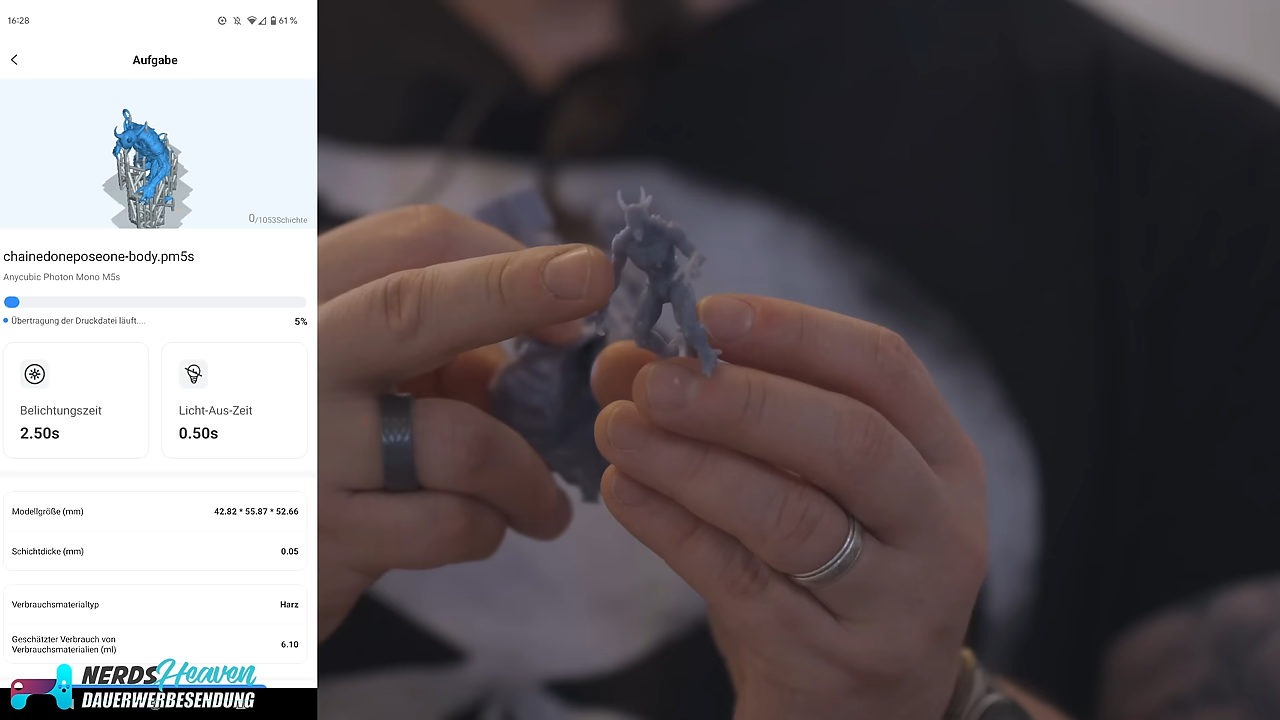 16:28
61 %
Aufgabe
0/1053Schichte
chainedoneposeone-body.pm5s
Anycubic Photon Mono M5s
Übertragung der Druckdatei läuft....
5%
Belichtungszeit
2.50s
Licht-Aus-Zeit
0.50s
Modellgröße (mm)
42.82 * 55.87 * 52.66
Schichtdicke (mm)
0.05
Verbrauchsmaterialtyp
Harz
Geschätzter Verbrauch von
Verbrauchsmaterialien (ml)
6.10
NERDS Heaven
DAUERWERBESENDUNG